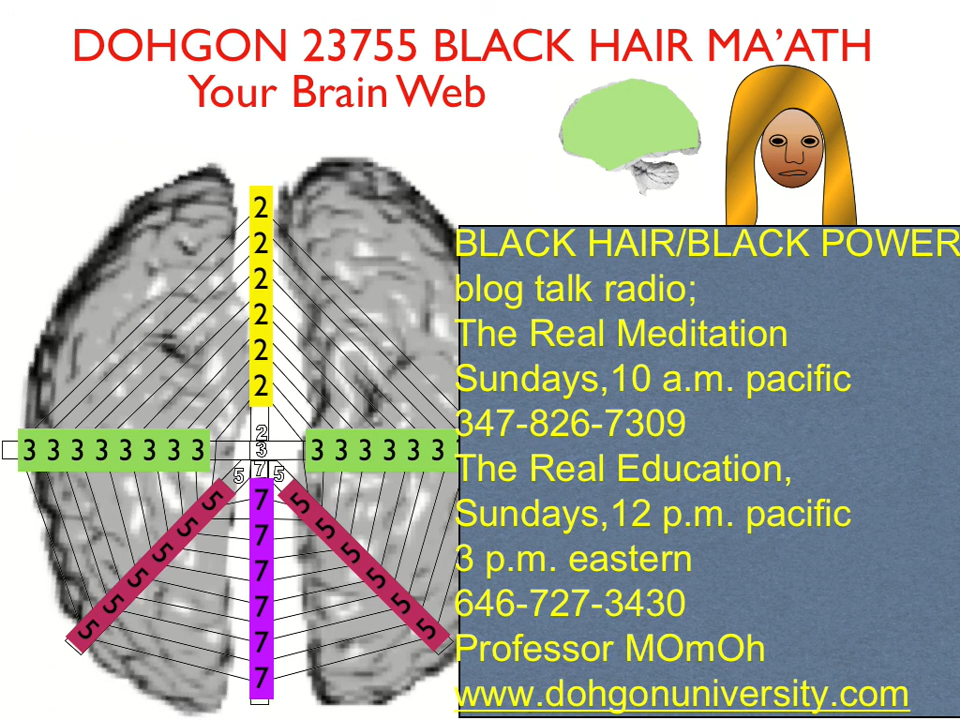 DOHGON 23755 BLACK HAIR MA’ATH
Your Brain Web
BLACK HAIR/BLACK POWER
blog talk radio;
The Real Meditation
Sundays,10 a.m. pacific
347-826-7309
The Real Education,
Sundays,12 p.m. pacific
3 p.m. eastern
646-727-3430
Professor MOmOh
www.dohgonuniversity.com
2
2
2
2
2
2
2
3 3 3 3 3 3 3 3
3
3 3 3 3 3 3
5
7
5
7
7
7
7
7
7
5 5 5 5 5 5
5 5 5 5 5 5